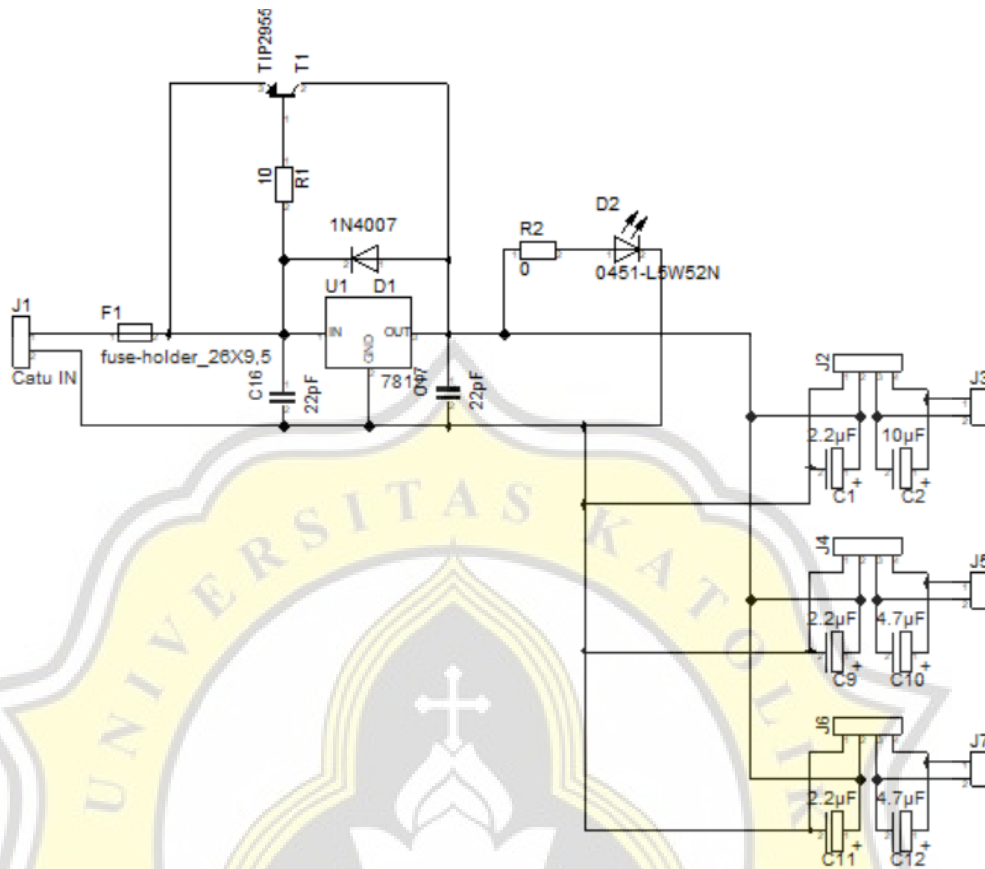 TIP2955
T1
10
R1
1N4007
U1
D1
IN
OUT
GND
J1
F1
fuse-holder_26X9,5
Catu IN
C16
22pF
22pF
R2
0
D2
0451-L5W52N
J2
J3
2.2µF
10µF
C1
C2
J4
J5
2.2µF
4.7µF
C9
C10
J6
J7
2.2µF
4.7µF
C11
C12
UNIVERSITAS KATOLIK